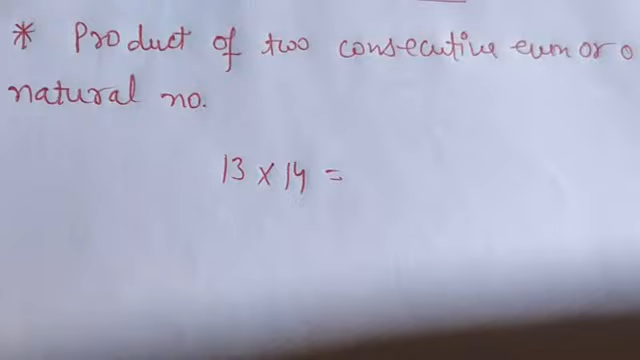 * Product of two consecutive even or o
natural no.
13 x 14 =